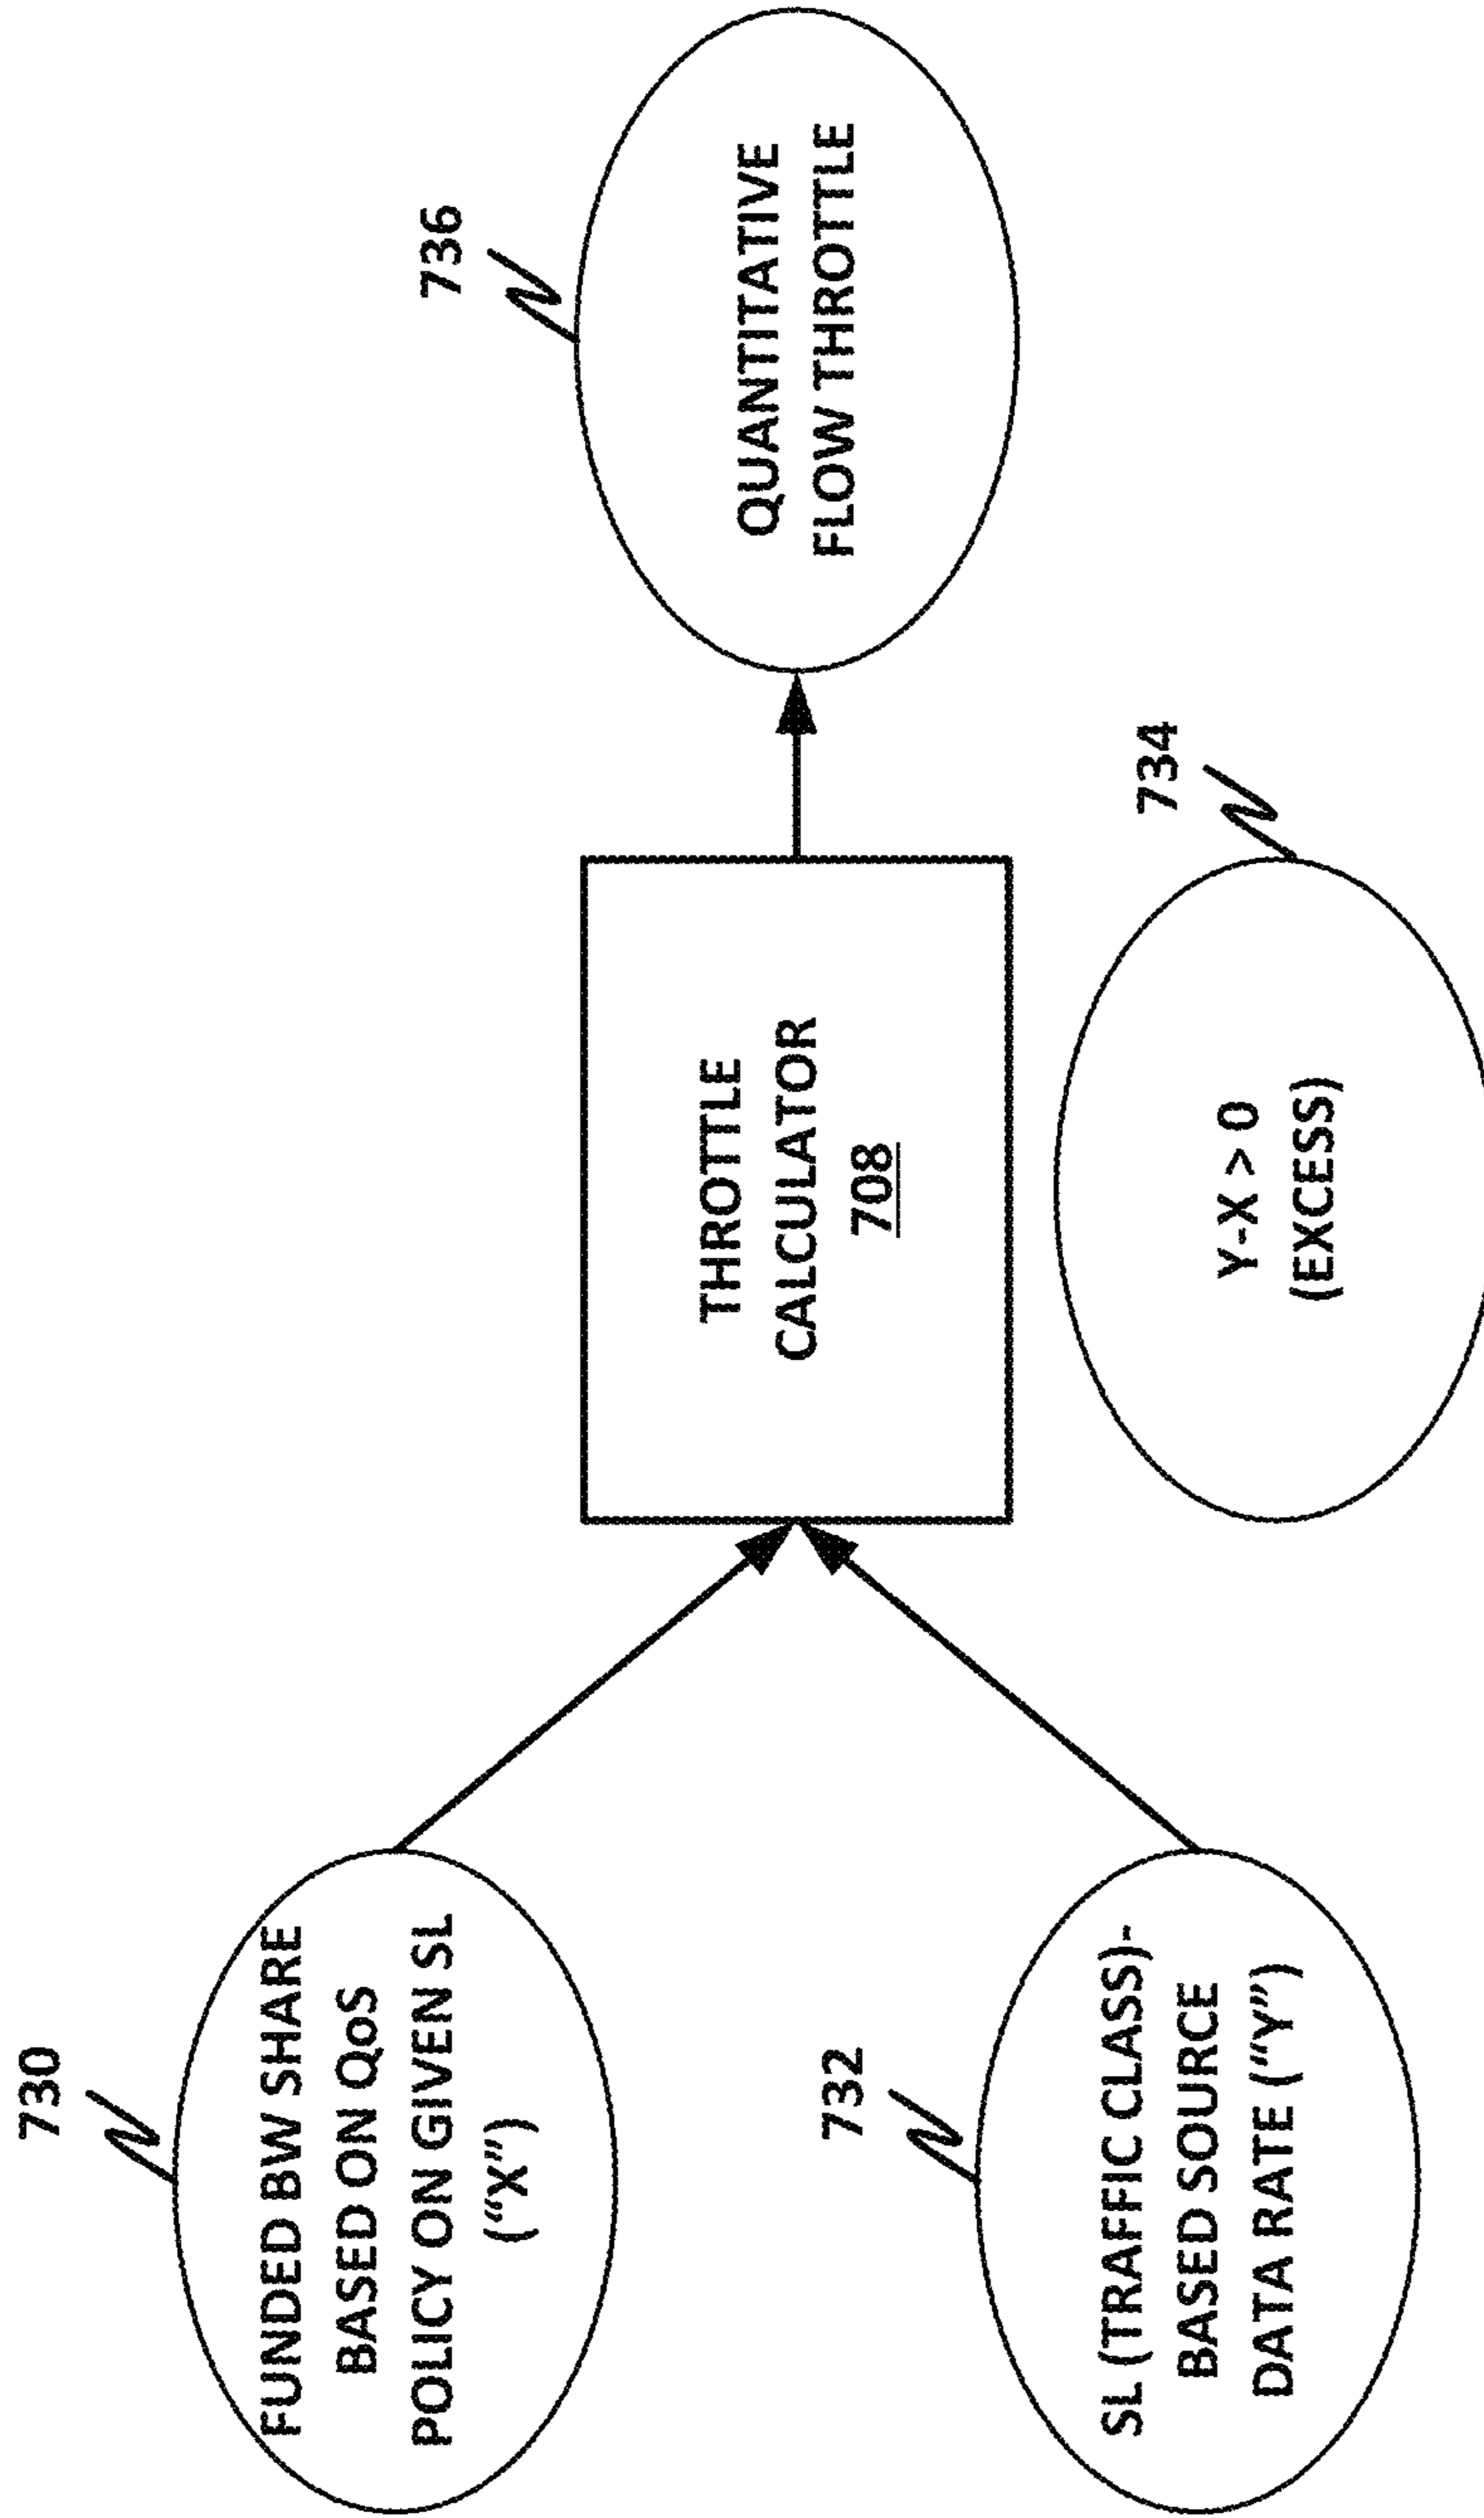 730
FUNDED BW SHARE
BASED ON QoS
POLICY ON GIVEN SL
("X")
732
SL (TRAFFIC CLASS)-
BASED SOURCE
DATA RATE ("Y")
THROTTLE
CALCULATOR
708
734
Y-X > 0
(EXCESS)
736
QUANTITATIVE
FLOW THROTTLE